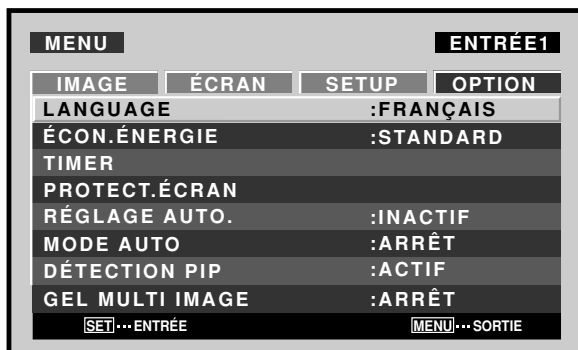 MENU ENTRÉE1
IMAGE ÉCRAN SETUP OPTION
LANGUAGE :FRANÇAIS
ÉCON.ÉNERGIE :STANDARD
TIMER
PROTECT.ÉCRAN
RÉGLAGE AUTO. :INACTIF
MODE AUTO :ARRÊT
DÉTECTION PIP :ACTIF
GEL MULTI IMAGE :ARRÊT
SET···ENTRÉE MENU···SORTIE